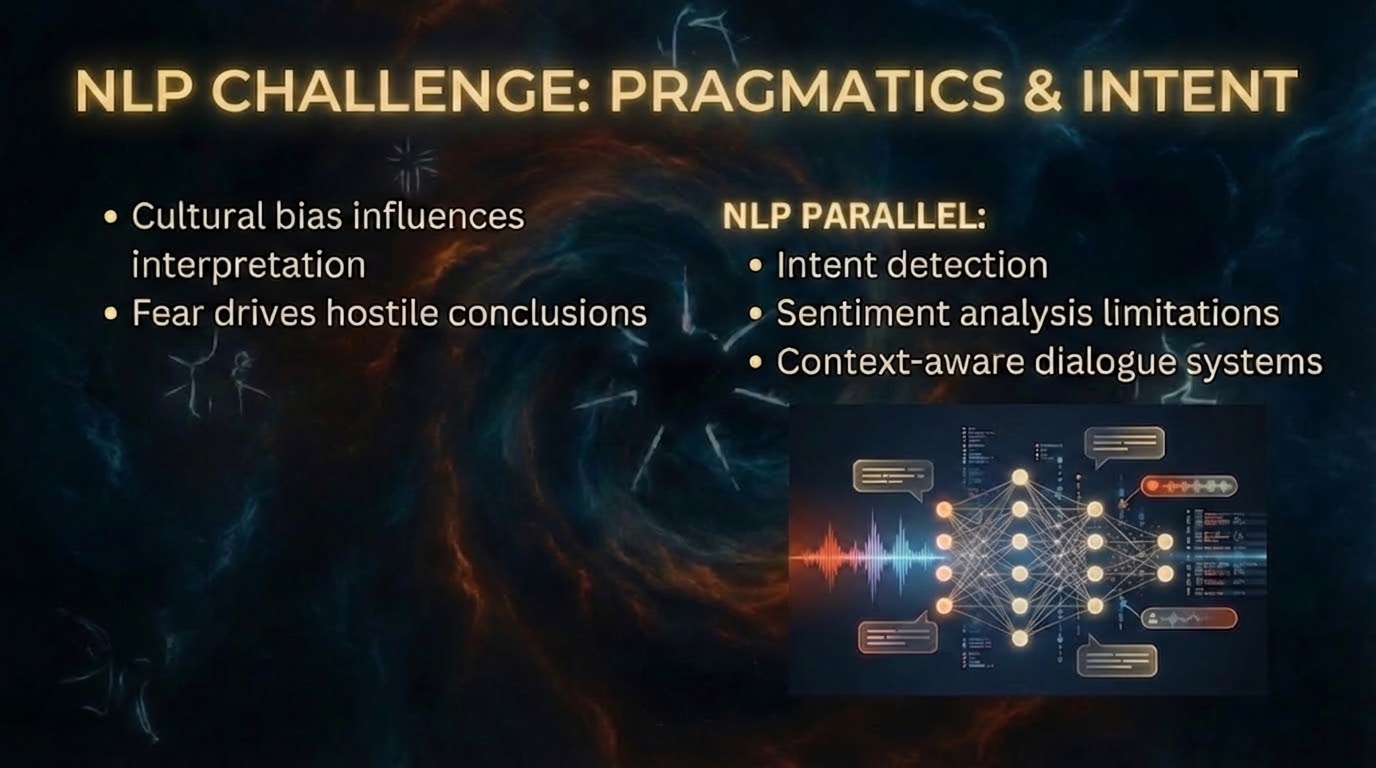 NLP CHALLENGE: PRAGMATICS & INTENT
• Cultural bias influences
interpretation
• Fear drives hostile conclusions
NLP PARALLEL:
• Intent detection
• Sentiment analysis limitations
• Context-aware dialogue systems